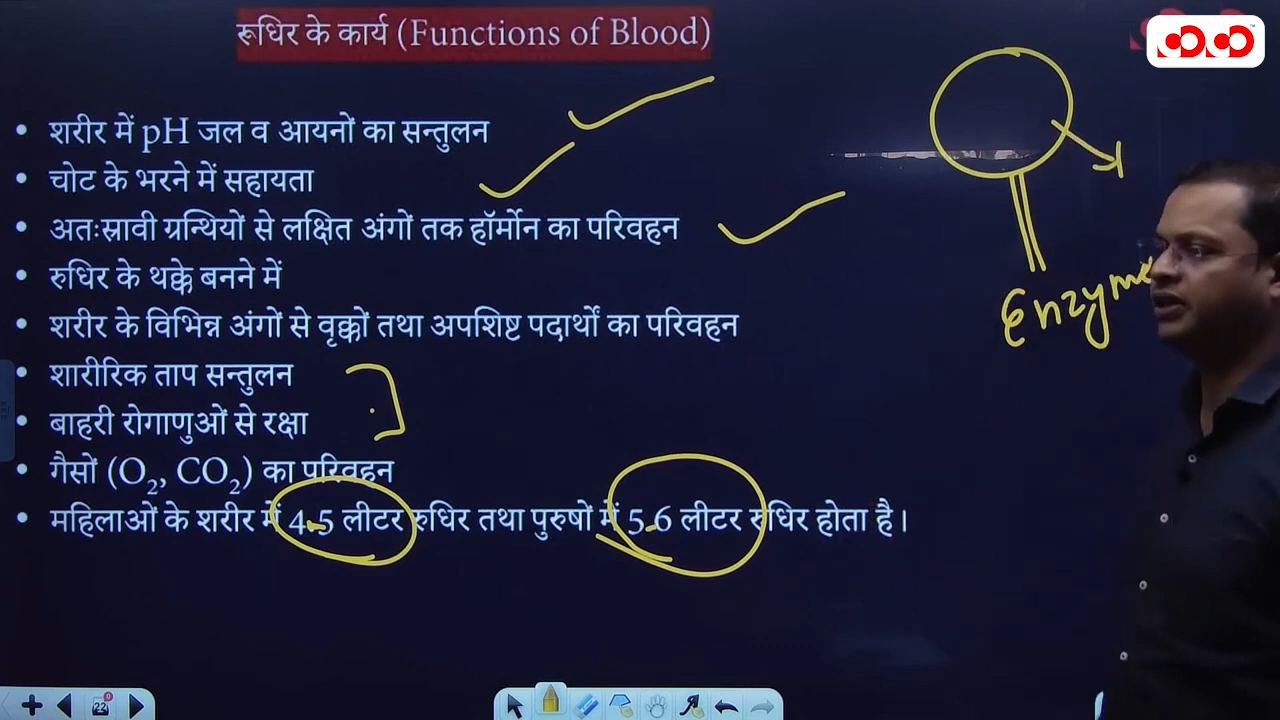 रूधिर के कार्य (Functions of Blood)
• शरीर में pH जल व आयनों का सन्तुलन
• चोट के भरने में सहायता
• अतःस्रावी ग्रन्थियों से लक्षित अंगों तक हॉर्मोन का परिवहन
• रुधिर के थक्के बनने में
• शरीर के विभिन्न अंगों से वृक्कों तथा अपशिष्ट पदार्थों का परिवहन
• शारीरिक ताप सन्तुलन
• बाहरी रोगाणुओं से रक्षा
• गैसों (O₂, CO₂) का परिवहन
• महिलाओं के शरीर में 4-5 लीटर रुधिर तथा पुरुषों में 5-6 लीटर रुधिर होता है।
Enzyme
22